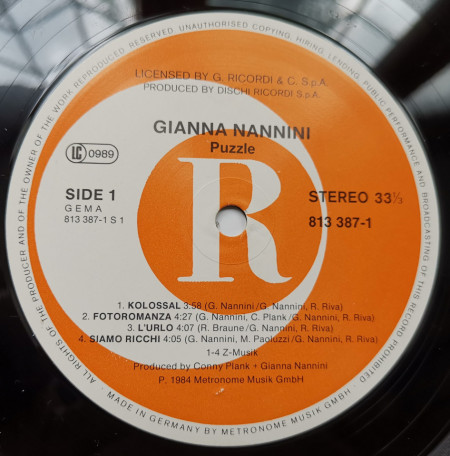 ALL RIGHTS OF THE PRODUCER AND OF THE OWNER OF THE WORK REPRODUCED RESERVED. UNAUTHORISED COPYING, HIRING, LENDING, PUBLIC PERFORMANCE AND BROADCASTING OF THIS RECORD PROHIBITED.
LICENSED BY G. RICORDI & C. S.p.A.
PRODUCED BY DISCHI RICORDI S.p.A.
GIANNA NANNINI
Puzzle
LC 0989
R
SIDE 1
GEMA
813 387-1 S 1
STEREO 33⅓
813 387-1
1. KOLOSSAL 3:58 (G. Nannini/G. Nannini, R. Riva)
2. FOTOROMANZA 4:27 (G. Nannini, C. Plank/G. Nannini, R. Riva)
3. L'URLO 4:07 (R. Braune/G. Nannini, R. Riva)
4. SIAMO RICCHI 4:05 (G. Nannini, M. Paoluzzi/G. Nannini, R. Riva)
1-4 Z-Musik
Produced by Conny Plank + Gianna Nannini
P. 1984 Metronome Musik GmbH
MADE IN GERMANY BY METRONOME MUSIK GMBH